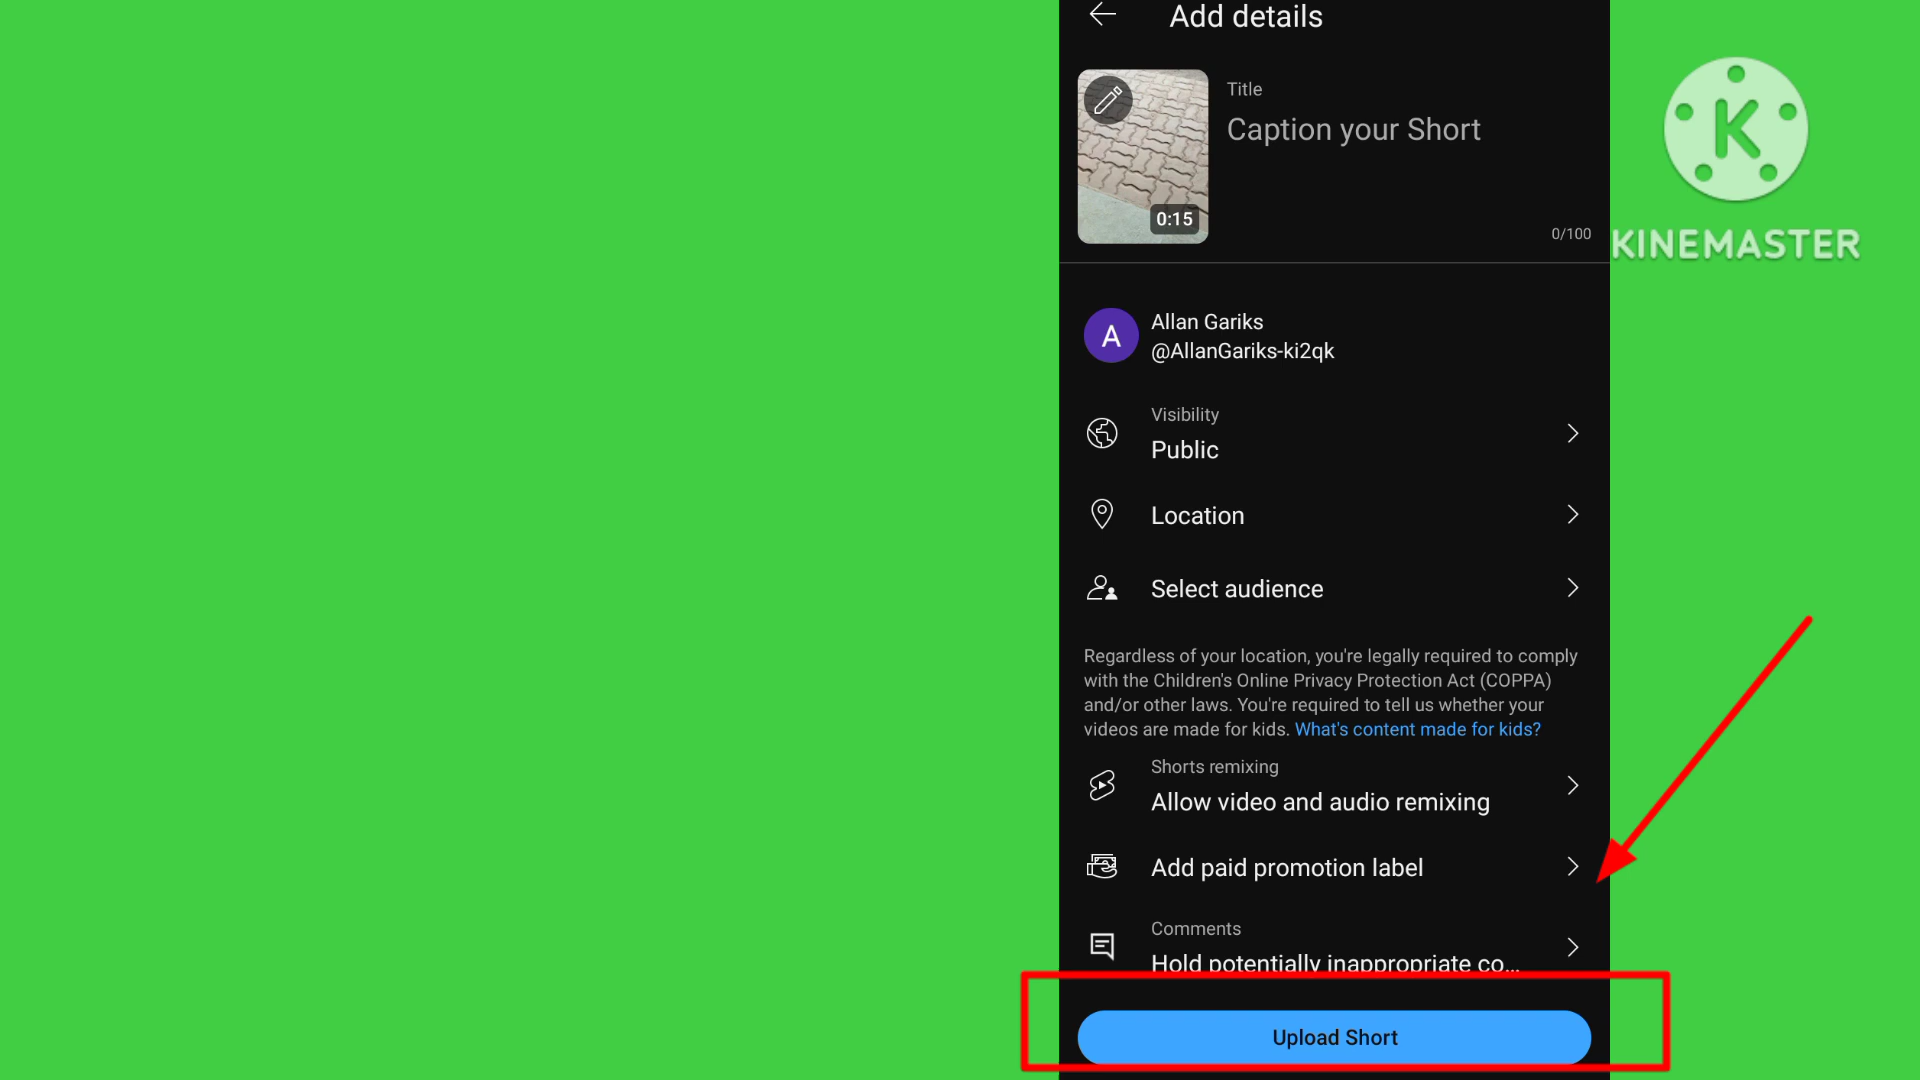 Add details
Title
Caption your Short
0:15
0/100
KINEMASTER
A
Allan Gariks
@AllanGariks-ki2qk
Visibility
Public
Location
Select audience
Regardless of your location, you're legally required to comply
with the Children's Online Privacy Protection Act (COPPA)
and/or other laws. You're required to tell us whether your
videos are made for kids. What's content made for kids?
Shorts remixing
Allow video and audio remixing
Add paid promotion label
Comments
Hold potentially inappropriate co...
Upload Short